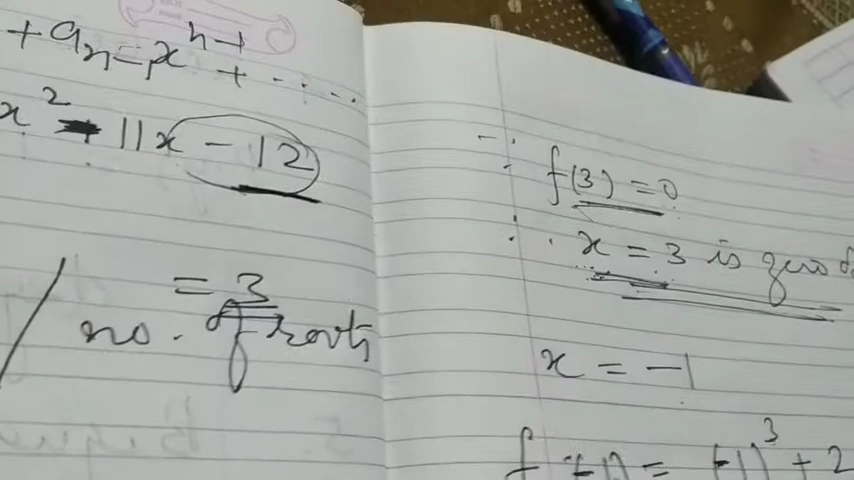 + aₙ₋₁xⁿ⁻¹ + .....
x² - 11x - 12
= 3
/ no. of roots
∵ f(3) = 0
∴ x = 3 is zero of
x = -1
f(-1) = (-1)³ + 2